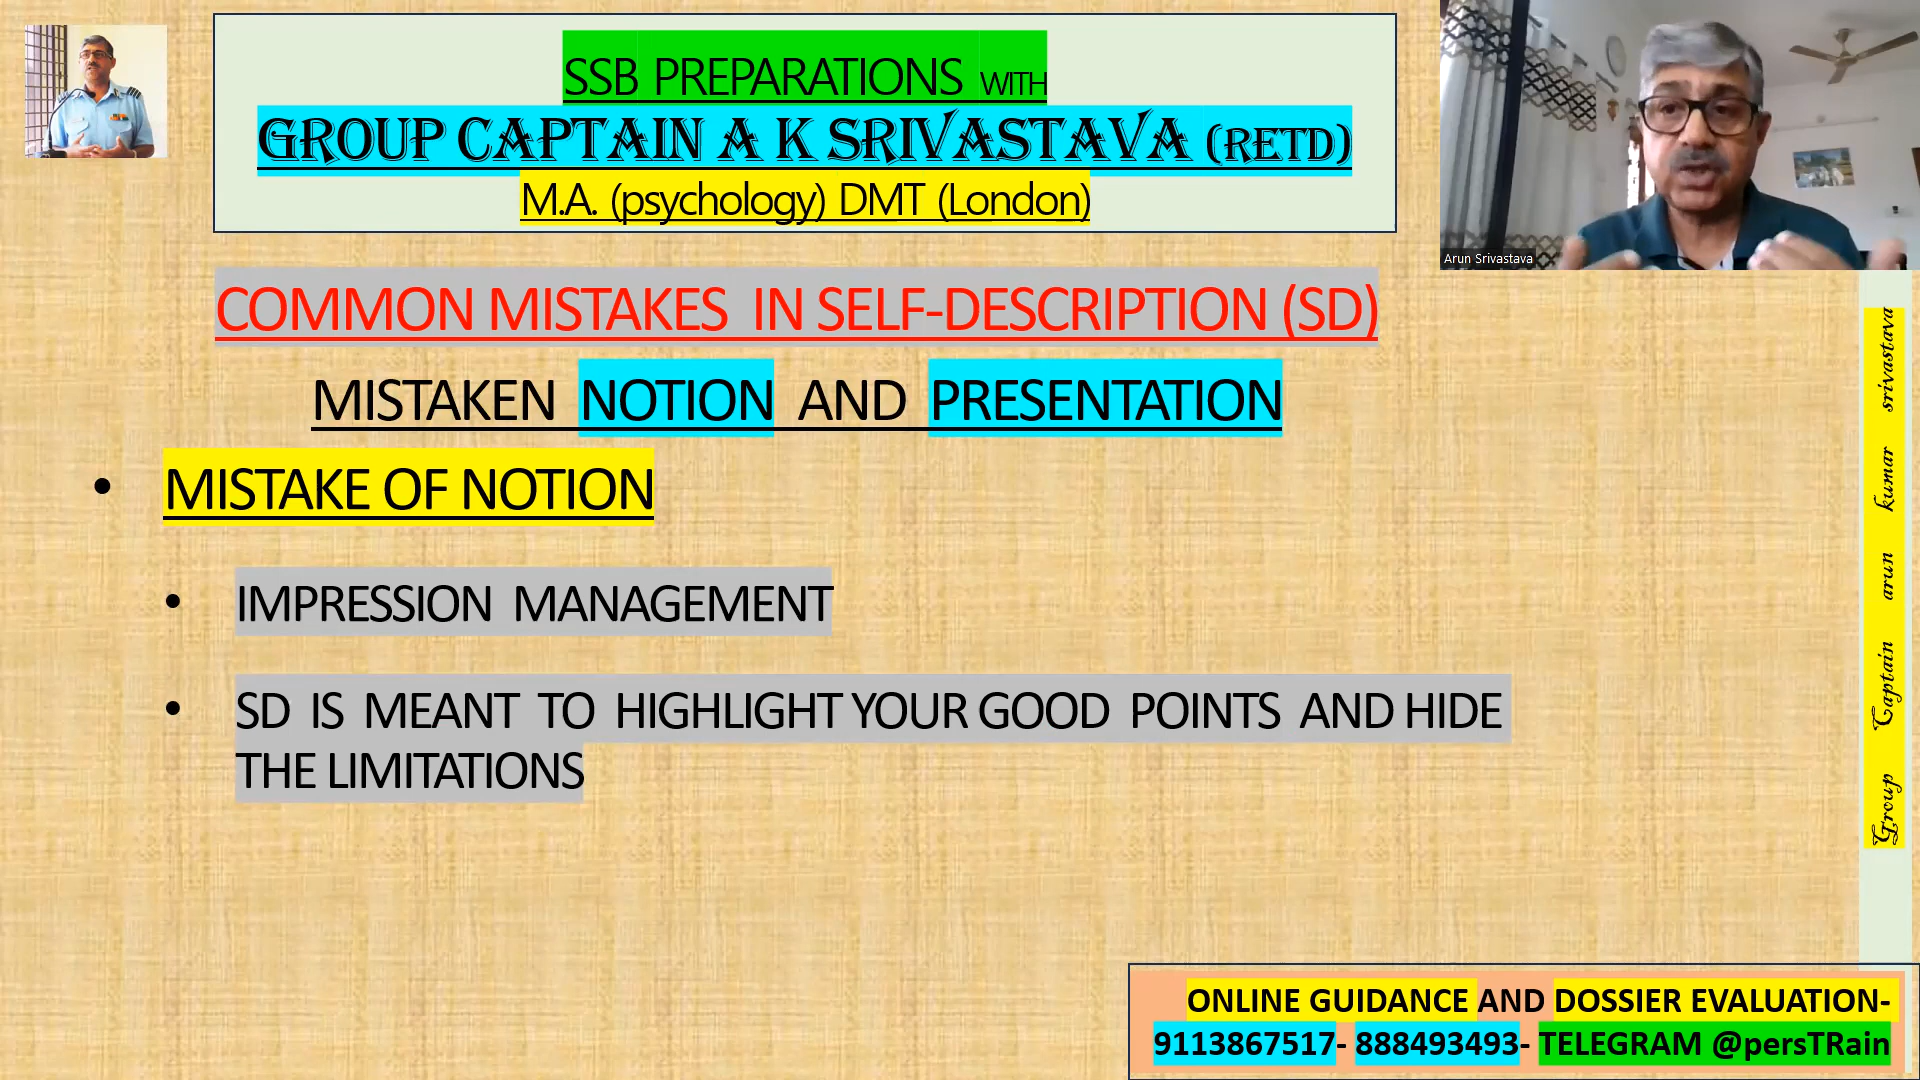 SSB PREPARATIONS WITH
GROUP CAPTAIN A K SRIVASTAVA (RETD)
M.A. (psychology) DMT (London)
Arun Srivastava
COMMON MISTAKES IN SELF-DESCRIPTION (SD)
MISTAKEN NOTION AND PRESENTATION
• MISTAKE OF NOTION
• IMPRESSION MANAGEMENT
• SD IS MEANT TO HIGHLIGHT YOUR GOOD POINTS AND HIDE
THE LIMITATIONS
Group Captain arun kumar srivastava
ONLINE GUIDANCE AND DOSSIER EVALUATION-
9113867517- 888493493- TELEGRAM @persTRain